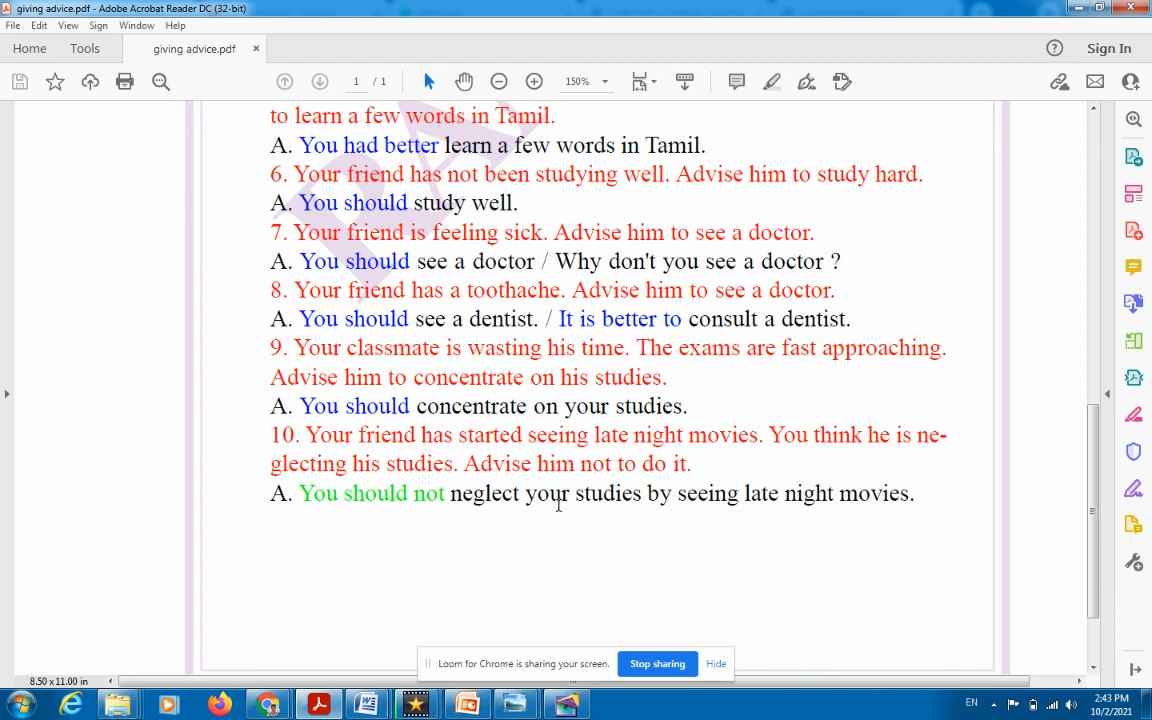 giving advice.pdf - Adobe Acrobat Reader DC (32-bit)
File Edit View Sign Window Help
Home Tools giving advice.pdf × Sign In
1 / 1 150%
to learn a few words in Tamil.
A. You had better learn a few words in Tamil.
6. Your friend has not been studying well. Advise him to study hard.
A. You should study well.
7. Your friend is feeling sick. Advise him to see a doctor.
A. You should see a doctor / Why don't you see a doctor ?
8. Your friend has a toothache. Advise him to see a doctor.
A. You should see a dentist. / It is better to consult a dentist.
9. Your classmate is wasting his time. The exams are fast approaching.
Advise him to concentrate on his studies.
A. You should concentrate on your studies.
10. Your friend has started seeing late night movies. You think he is ne-
glecting his studies. Advise him not to do it.
A. You should not neglect your studies by seeing late night movies.
Loom for Chrome is sharing your screen. Stop sharing Hide
8.50 x 11.00 in
EN 2:43 PM
10/2/2021